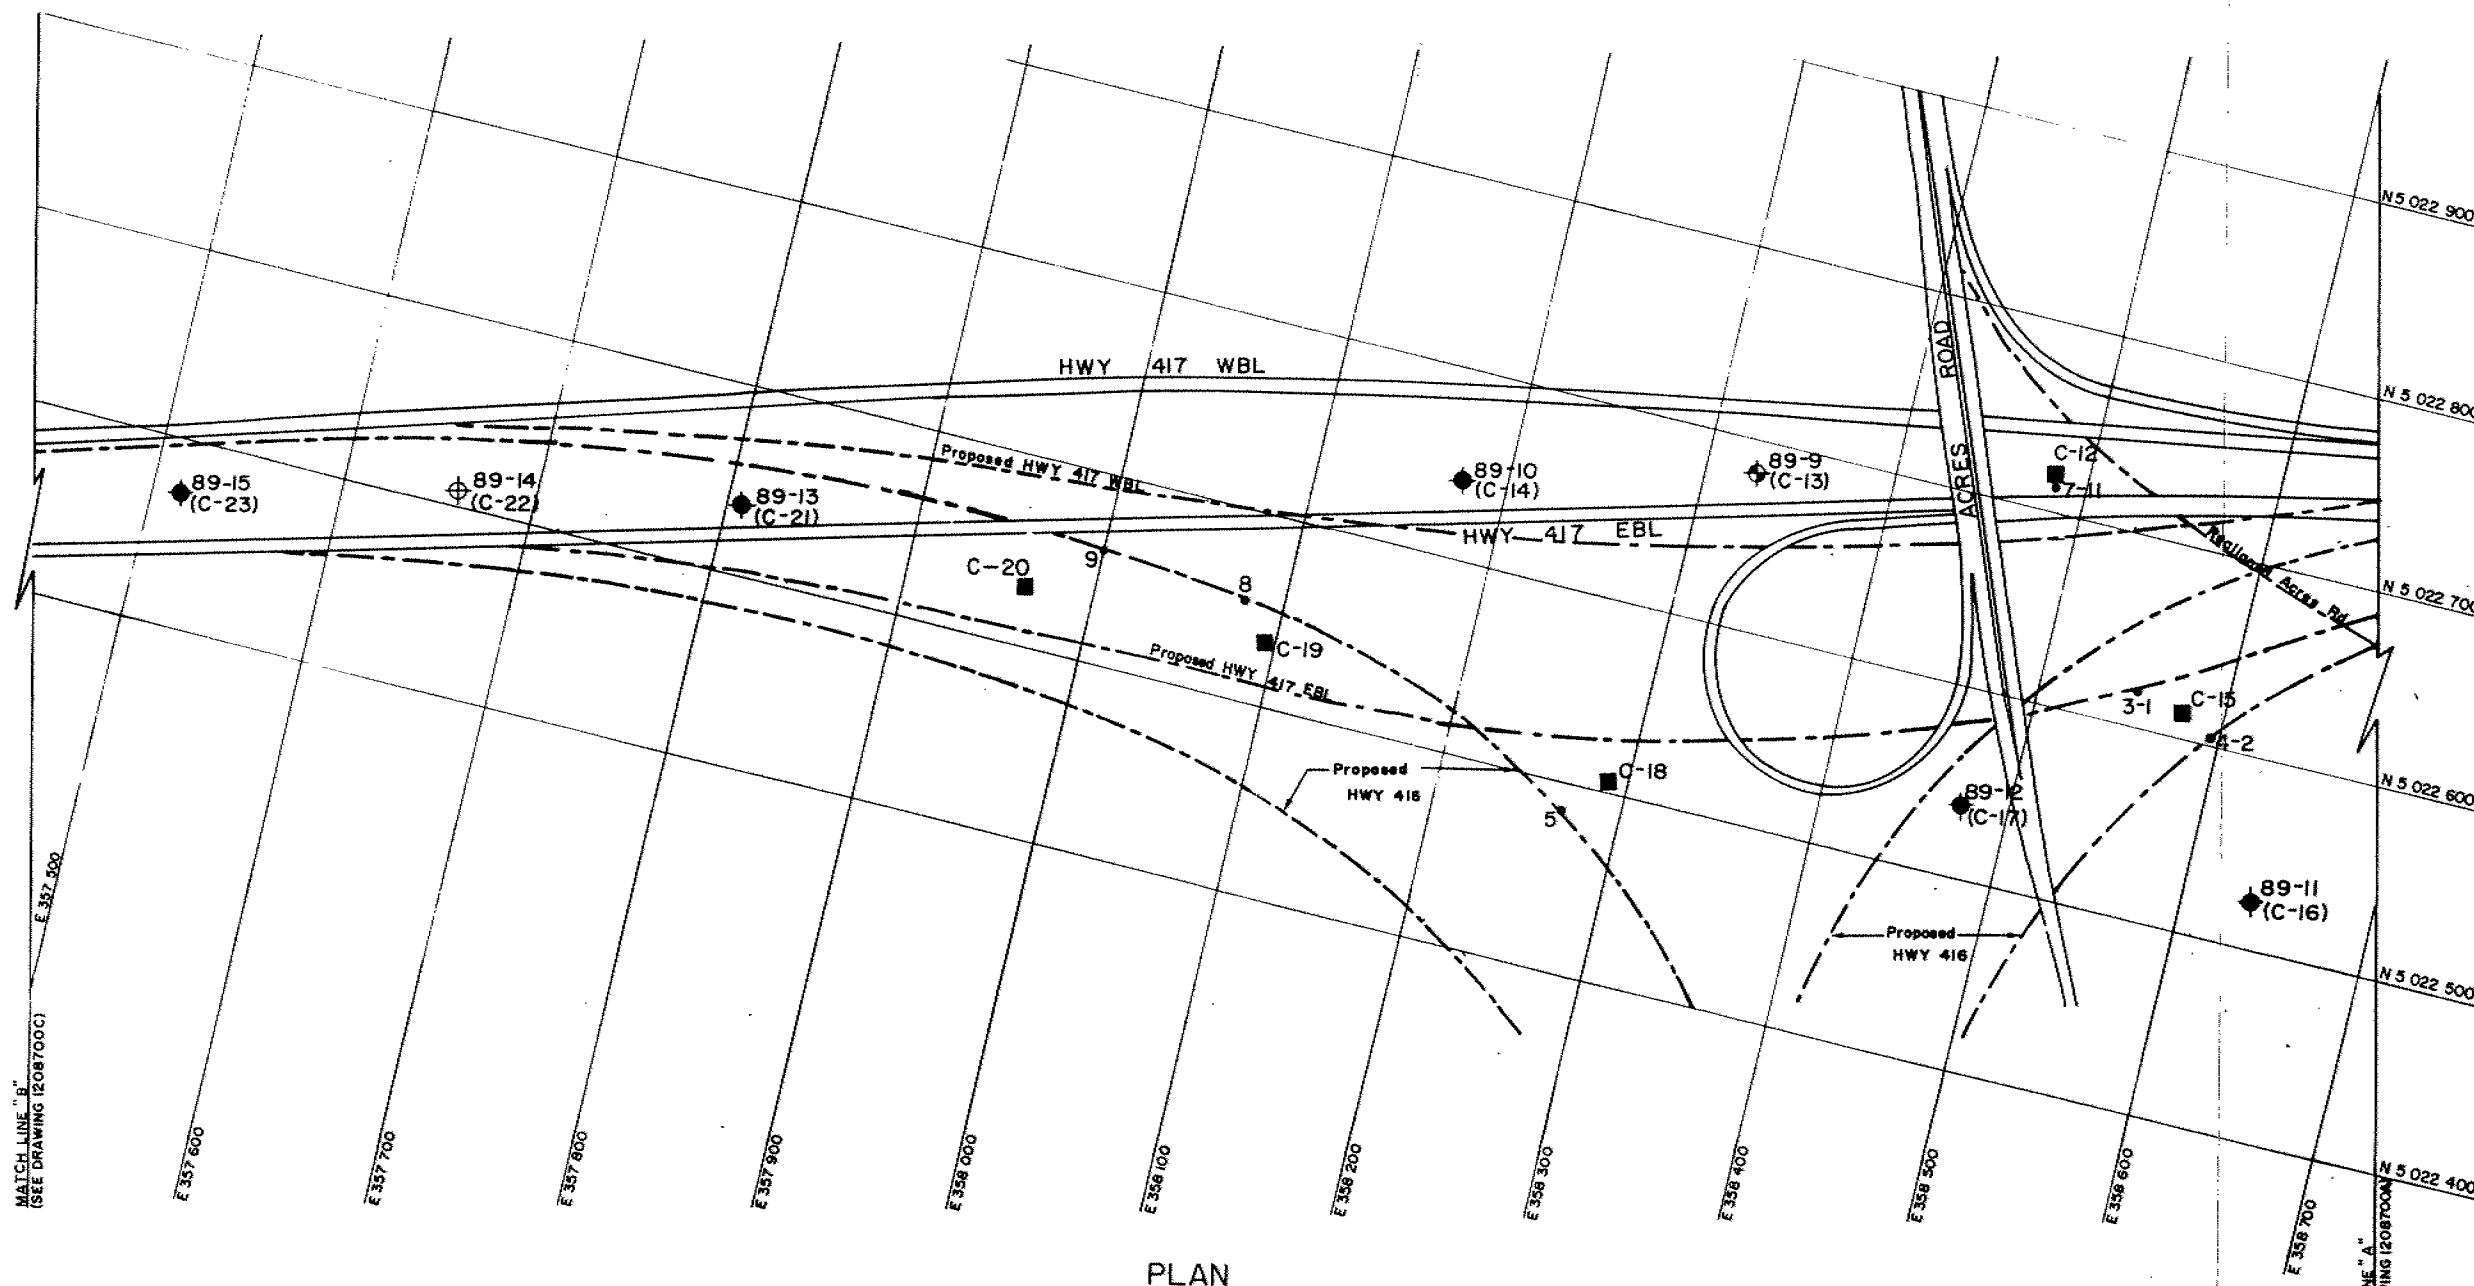 N 5 022 900
HWY 417 WBL
ROAD
N 5 022 800
Proposed HWY 417 WBL
ACRES
C-12
7-11
89-15
(C-23)
89-14
(C-22)
89-13
(C-21)
89-10
(C-14)
89-9
(C-13)
HWY 417 EBL
9
C-20
8
Realigned Acres Rd.
N 5 022 700
C-19
Proposed HWY 417 EBL
3-1
C-15
4-2
Proposed
HWY 416
C-18
5
89-12
(C-17)
N 5 022 600
E 357 500
89-11
(C-16)
Proposed
HWY 416
N 5 022 500
MATCH LINE "B"
(SEE DRAWING 1208700C)
E 357 600
E 357 700
E 357 800
E 357 900
E 358 000
E 358 100
E 358 200
E 358 300
E 358 400
E 358 500
E 358 600
E 358 700
N 5 022 400
"A"
1208700A
PLAN